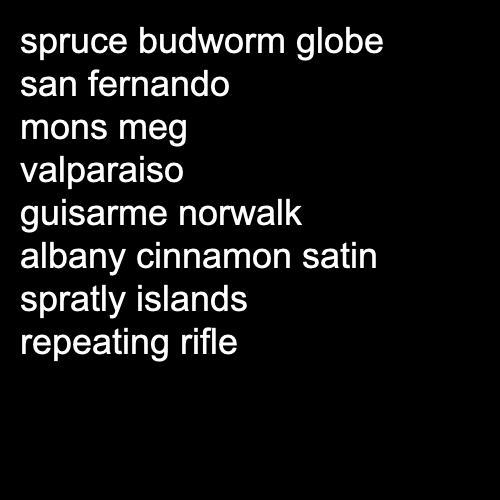 spruce budworm globe
san fernando
mons meg
valparaiso
guisarme norwalk
albany cinnamon satin
spratly islands
repeating rifle